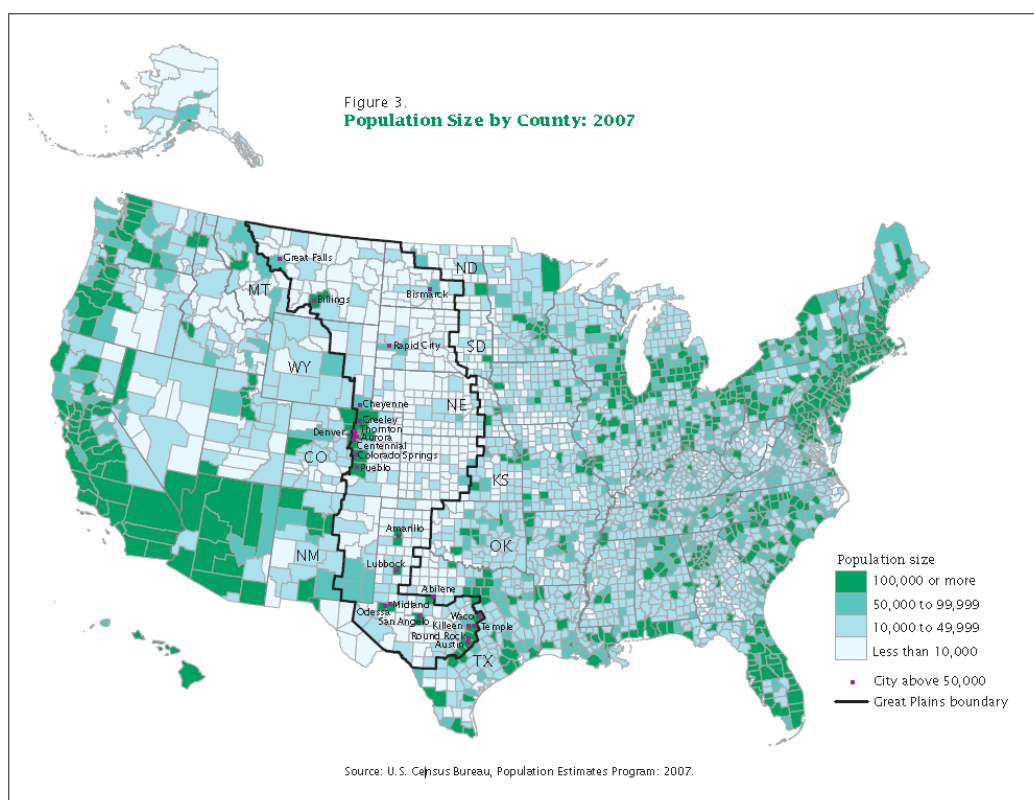 Figure 3.
Population Size by County: 2007
Great Falls
ND
MT
Billings
Bismarck
Rapid City
SD
WY
Cheyenne
NE
Greeley
Thornton
Denver
Aurora
Centennial
CO
Colorado Springs
Pueblo
KS
Amarillo
OK
NM
Lubbock
Abilene
Midland
Odessa
San Angelo
Waco
Killeen
Temple
Round Rock
Austin
TX
Population size
100,000 or more
50,000 to 99,999
10,000 to 49,999
Less than 10,000
City above 50,000
Great Plains boundary
Source: U.S. Census Bureau, Population Estimates Program: 2007.